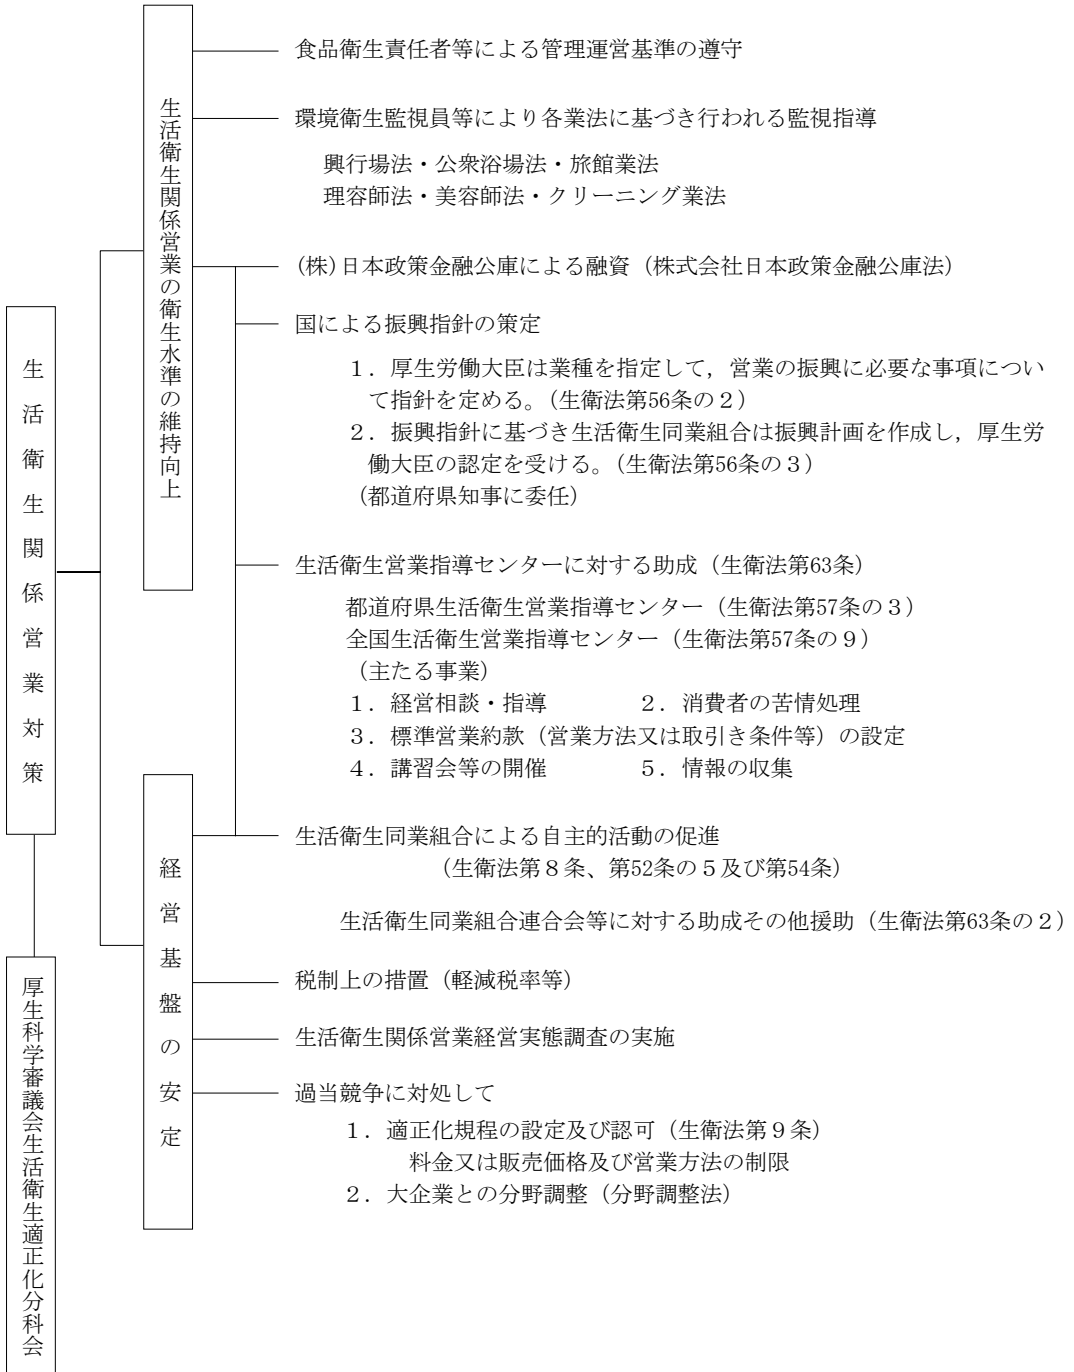 生活衛生関係営業対策
厚生科学審議会生活衛生適正化分科会
生活衛生関係営業の衛生水準の維持向上
食品衛生責任者等による管理運営基準の遵守
環境衛生監視員等により各業法に基づき行われる監視指導
興行場法・公衆浴場法・旅館業法
理容師法・美容師法・クリーニング業法
(株)日本政策金融公庫による融資(株式会社日本政策金融公庫法)
国による振興指針の策定
1.厚生労働大臣は業種を指定して,営業の振興に必要な事項につい
て指針を定める。(生衛法第56条の2)
2.振興指針に基づき生活衛生同業組合は振興計画を作成し,厚生労
働大臣の認定を受ける。(生衛法第56条の3)
(都道府県知事に委任)
生活衛生営業指導センターに対する助成(生衛法第63条)
都道府県生活衛生営業指導センター(生衛法第57条の3)
全国生活衛生営業指導センター(生衛法第57条の9)
(主たる事業)
1.経営相談・指導 2.消費者の苦情処理
3.標準営業約款(営業方法又は取引き条件等)の設定
4.講習会等の開催 5.情報の収集
経営基盤の安定
生活衛生同業組合による自主的活動の促進
(生衛法第8条、第52条の5及び第54条)
生活衛生同業組合連合会等に対する助成その他援助(生衛法第63条の2)
税制上の措置(軽減税率等)
生活衛生関係営業経営実態調査の実施
過当競争に対処して
1.適正化規程の設定及び認可(生衛法第9条)
料金又は販売価格及び営業方法の制限
2.大企業との分野調整(分野調整法)